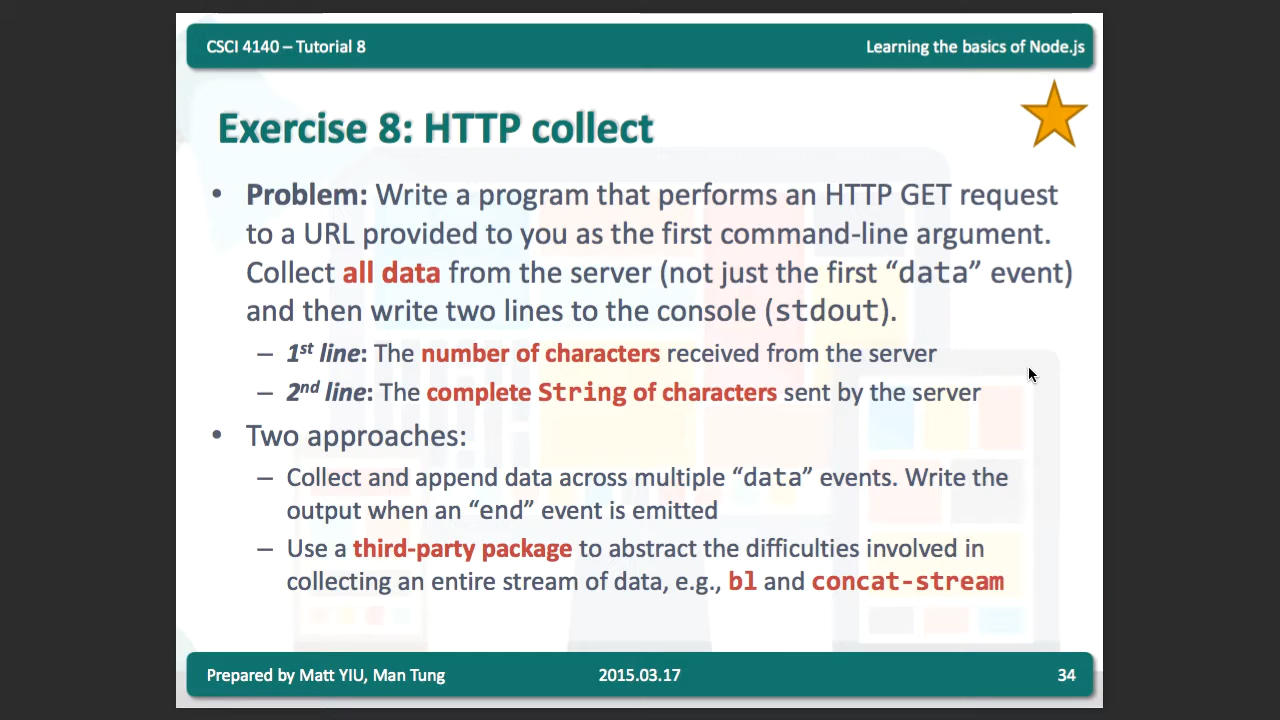 CSCI 4140 – Tutorial 8
Learning the basics of Node.js
Exercise 8: HTTP collect
• Problem: Write a program that performs an HTTP GET request
to a URL provided to you as the first command-line argument.
Collect all data from the server (not just the first “data” event)
and then write two lines to the console (stdout).
– 1st line: The number of characters received from the server
– 2nd line: The complete String of characters sent by the server
• Two approaches:
– Collect and append data across multiple “data” events. Write the
output when an “end” event is emitted
– Use a third-party package to abstract the difficulties involved in
collecting an entire stream of data, e.g., bl and concat-stream
Prepared by Matt YIU, Man Tung
2015.03.17
34